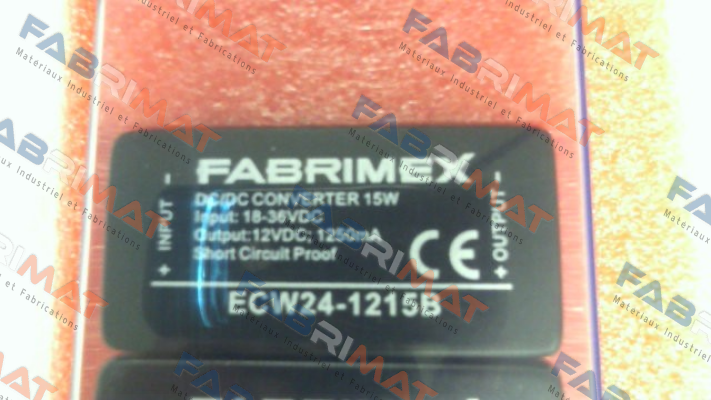 FABRIMEX
DC/DC CONVERTER 15W
Input: 18-36VDC
Output:12VDC; 1250mA
Short Circuit Proof
ECW24-1215B
+ INPUT -
+ OUTPUT -
CE
FABRIMAT
Materiaux Industriel et Fabrications